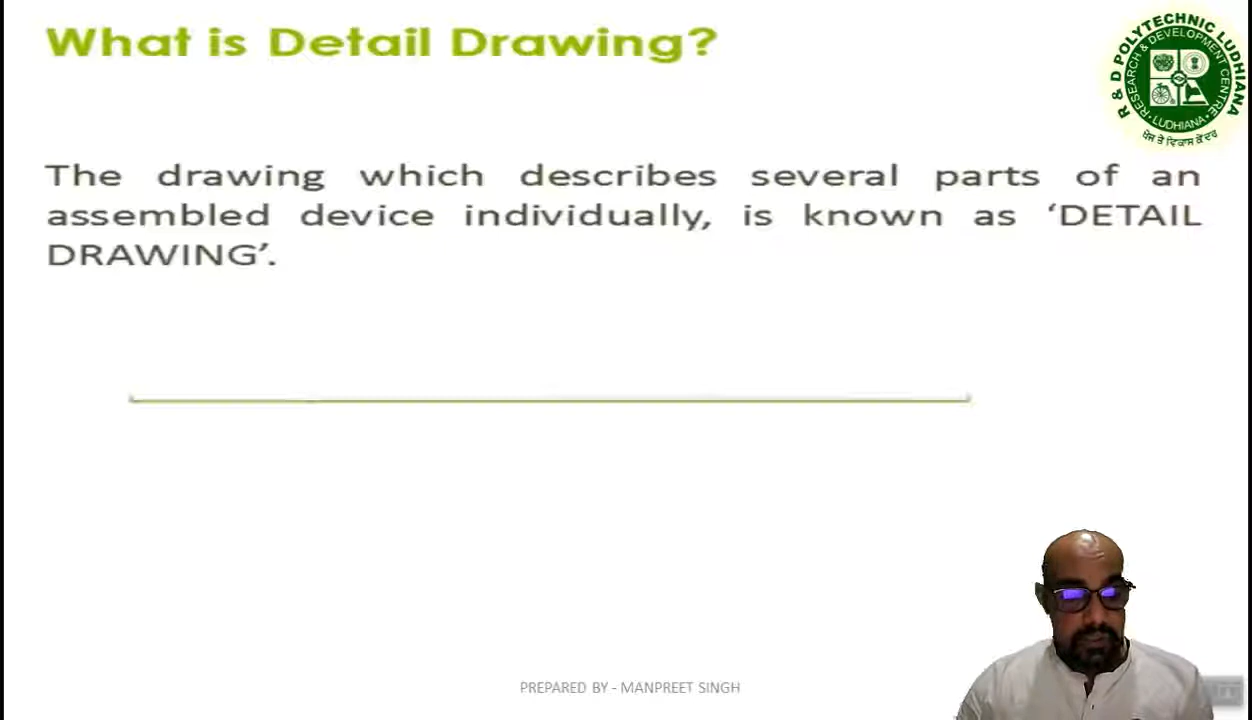 What is Detail Drawing?
R & D POLYTECHNIC LUDHIANA
RESEARCH & DEVELOPMENT CENTRE
LUDHIANA
ਖੋਜ ਤੇ ਵਿਕਾਸ ਕੇਂਦਰ
The drawing which describes several parts of an
assembled device individually, is known as ‘DETAIL
DRAWING’.
PREPARED BY - MANPREET SINGH